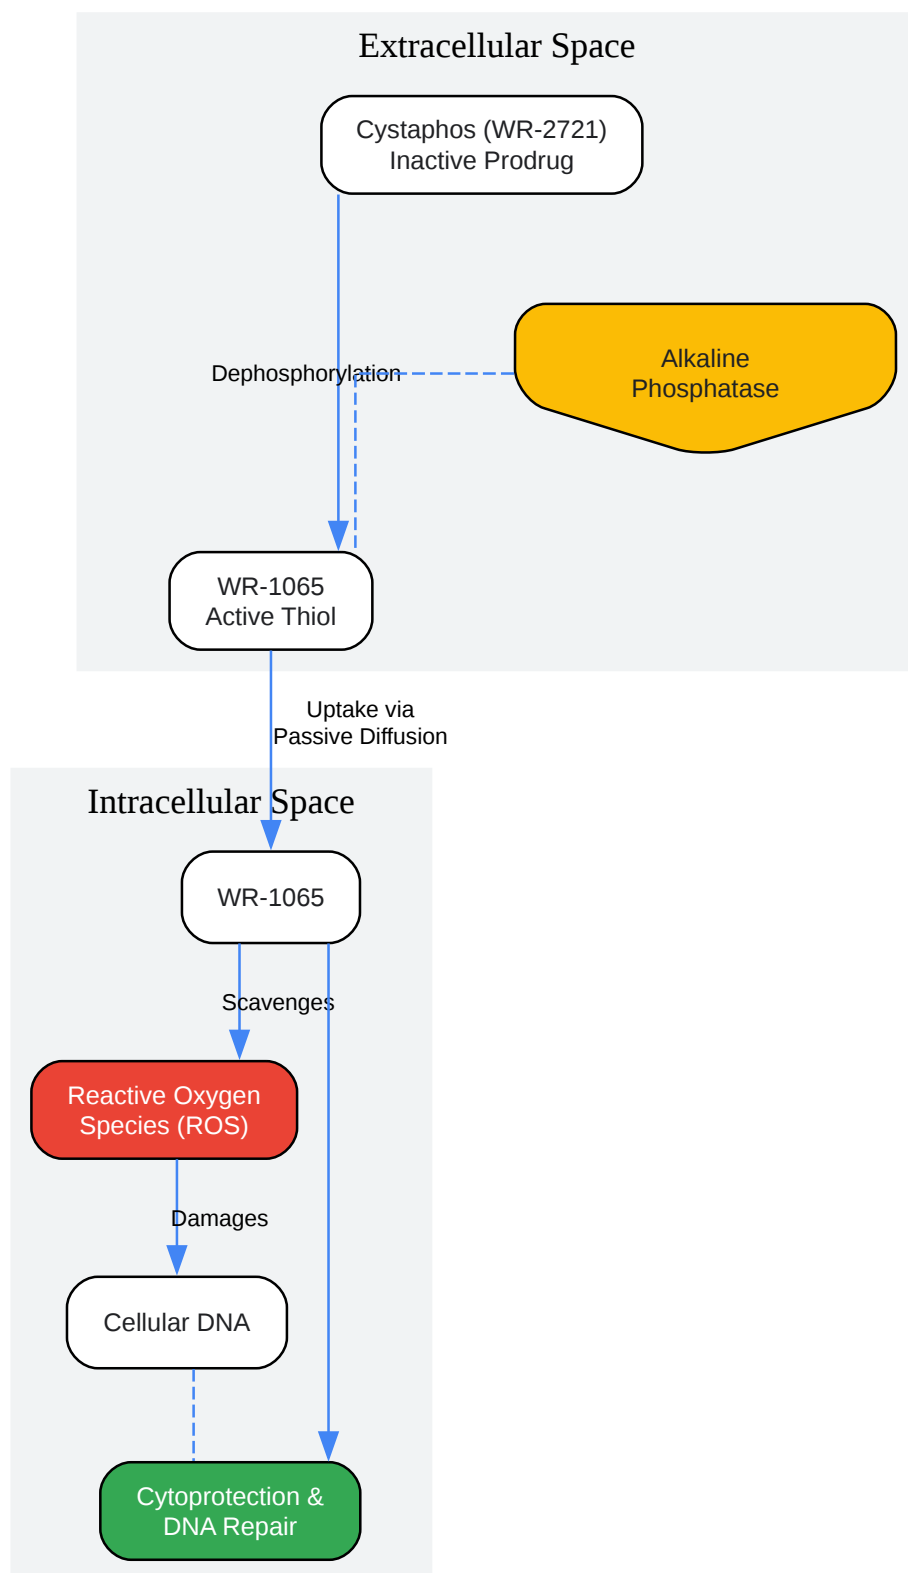 Extracellular Space
Cystaphos (WR-2721)
Inactive Prodrug
Alkaline
Phosphatase
Dephosphorylation
WR-1065
Active Thiol
Uptake via
Passive Diffusion
Intracellular Space
WR-1065
Scavenges
Reactive Oxygen
Species (ROS)
Damages
Cellular DNA
Cytoprotection &
DNA Repair